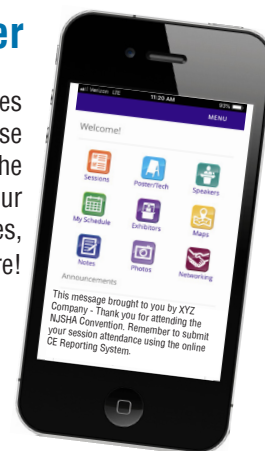 er
es
se
he
ur
es,
re!
Verizon LTE 11:20 AM 93%
MENU
Welcome!
Sessions Poster/Tech Speakers
My Schedule Exhibitors Maps
Notes Photos Networking
Announcements
This message brought to you by XYZ
Company - Thank you for attending the
NJSHA Convention. Remember to submit
your session attendance using the online
CE Reporting System.